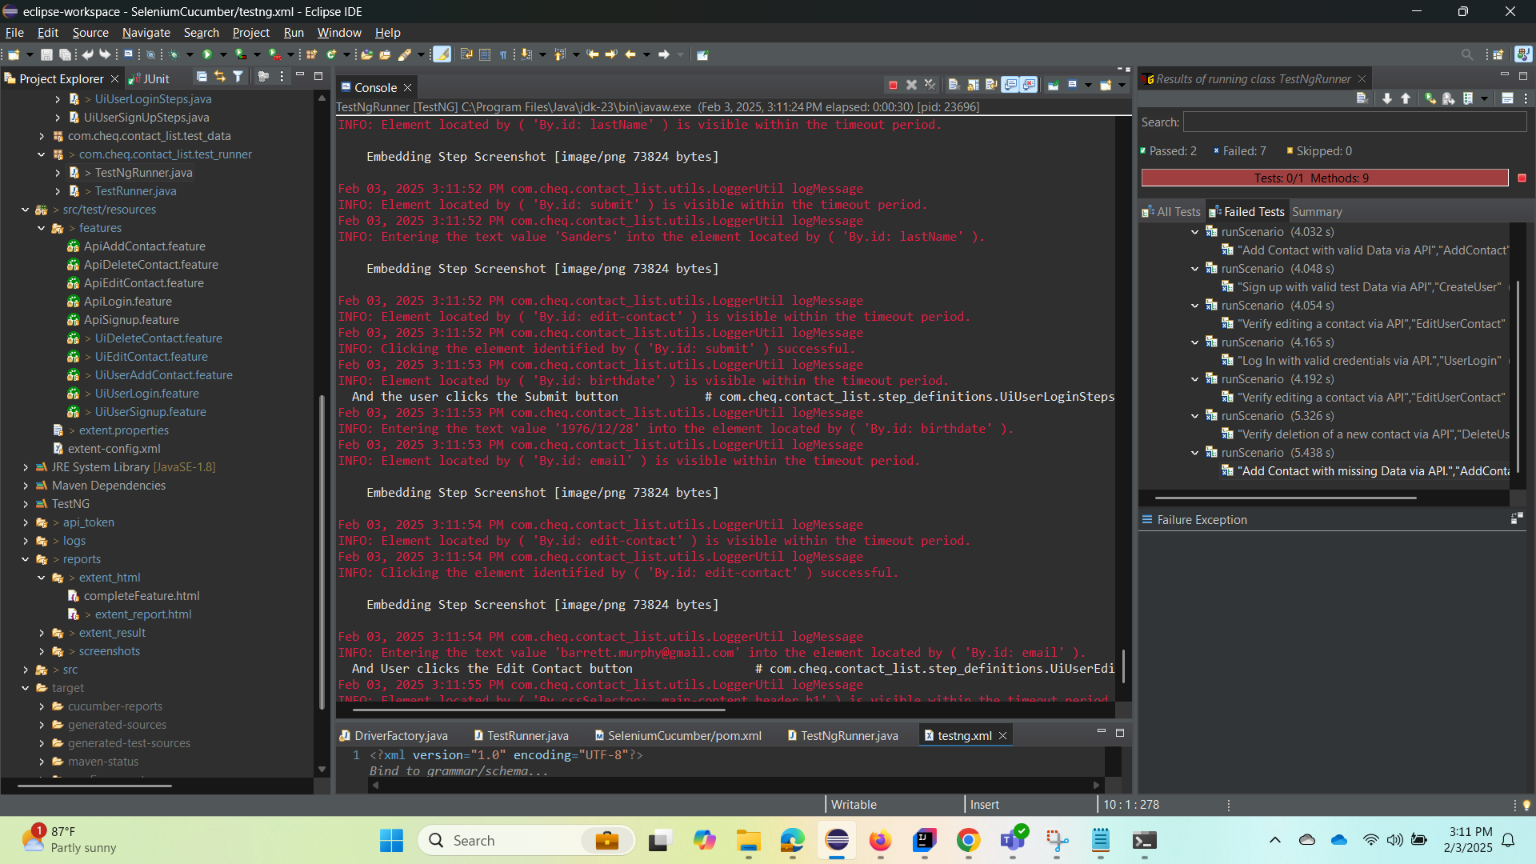 eclipse-workspace - SeleniumCucumber/testng.xml - Eclipse IDE
File Edit Source Navigate Search Project Run Window Help
Project Explorer JUnit
> UiUserLoginSteps.java
UiUserSignUpSteps.java
com.cheq.contact_list.test_data
> com.cheq.contact_list.test_runner
> TestNgRunner.java
> TestRunner.java
> src/test/resources
> features
ApiAddContact.feature
ApiDeleteContact.feature
ApiEditContact.feature
ApiLogin.feature
ApiSignup.feature
> UiDeleteContact.feature
> UiEditContact.feature
> UiUserAddContact.feature
> UiUserLogin.feature
> UiUserSignup.feature
> extent.properties
extent-config.xml
JRE System Library [JavaSE-1.8]
Maven Dependencies
TestNG
> api_token
> logs
> reports
> extent_html
completeFeature.html
> extent_report.html
> extent_result
> screenshots
> src
target
cucumber-reports
generated-sources
generated-test-sources
maven-status
Console
TestNgRunner [TestNG] C:\Program Files\Java\jdk-23\bin\javaw.exe (Feb 3, 2025, 3:11:24 PM elapsed: 0:00:30) [pid: 23696]
INFO: Element located by ( 'By.id: lastName' ) is visible within the timeout period.
Embedding Step Screenshot [image/png 73824 bytes]
Feb 03, 2025 3:11:52 PM com.cheq.contact_list.utils.LoggerUtil logMessage
INFO: Element located by ( 'By.id: submit' ) is visible within the timeout period.
Feb 03, 2025 3:11:52 PM com.cheq.contact_list.utils.LoggerUtil logMessage
INFO: Entering the text value 'Sanders' into the element located by ( 'By.id: lastName' ).
Embedding Step Screenshot [image/png 73824 bytes]
Feb 03, 2025 3:11:52 PM com.cheq.contact_list.utils.LoggerUtil logMessage
INFO: Element located by ( 'By.id: edit-contact' ) is visible within the timeout period.
Feb 03, 2025 3:11:52 PM com.cheq.contact_list.utils.LoggerUtil logMessage
INFO: Clicking the element identified by ( 'By.id: submit' ) successful.
Feb 03, 2025 3:11:53 PM com.cheq.contact_list.utils.LoggerUtil logMessage
INFO: Element located by ( 'By.id: birthdate' ) is visible within the timeout period.
And the user clicks the Submit button # com.cheq.contact_list.step_definitions.UiUserLoginSteps
Feb 03, 2025 3:11:53 PM com.cheq.contact_list.utils.LoggerUtil logMessage
INFO: Entering the text value '1976/12/28' into the element located by ( 'By.id: birthdate' ).
Feb 03, 2025 3:11:53 PM com.cheq.contact_list.utils.LoggerUtil logMessage
INFO: Element located by ( 'By.id: email' ) is visible within the timeout period.
Embedding Step Screenshot [image/png 73824 bytes]
Feb 03, 2025 3:11:54 PM com.cheq.contact_list.utils.LoggerUtil logMessage
INFO: Element located by ( 'By.id: edit-contact' ) is visible within the timeout period.
Feb 03, 2025 3:11:54 PM com.cheq.contact_list.utils.LoggerUtil logMessage
INFO: Clicking the element identified by ( 'By.id: edit-contact' ) successful.
Embedding Step Screenshot [image/png 73824 bytes]
Feb 03, 2025 3:11:54 PM com.cheq.contact_list.utils.LoggerUtil logMessage
INFO: Entering the text value 'barrett.murphy@gmail.com' into the element located by ( 'By.id: email' ).
And User clicks the Edit Contact button # com.cheq.contact_list.step_definitions.UiUserEdi
Feb 03, 2025 3:11:55 PM com.cheq.contact_list.utils.LoggerUtil logMessage
INFO: Element located by ( 'By.cssSelector: .main-content header h1' ) is visible within the timeout period
DriverFactory.java TestRunner.java SeleniumCucumber/pom.xml TestNgRunner.java testng.xml
1 <?xml version="1.0" encoding="UTF-8"?>
Bind to grammar/schema...
Results of running class TestNgRunner
Search:
Passed: 2 Failed: 7 Skipped: 0
Tests: 0/1 Methods: 9
All Tests Failed Tests Summary
runScenario (4.032 s)
"Add Contact with valid Data via API","AddContact"
runScenario (4.048 s)
"Sign up with valid test Data via API","CreateUser"
runScenario (4.054 s)
"Verify editing a contact via API","EditUserContact"
runScenario (4.165 s)
"Log In with valid credentials via API.","UserLogin"
runScenario (4.192 s)
"Verify editing a contact via API","EditUserContact"
runScenario (5.326 s)
"Verify deletion of a new contact via API","DeleteUs
runScenario (5.438 s)
"Add Contact with missing Data via API.","AddConta
Failure Exception
Writable Insert 10 : 1 : 278
1 87°F
Partly sunny
Search
3:11 PM
2/3/2025